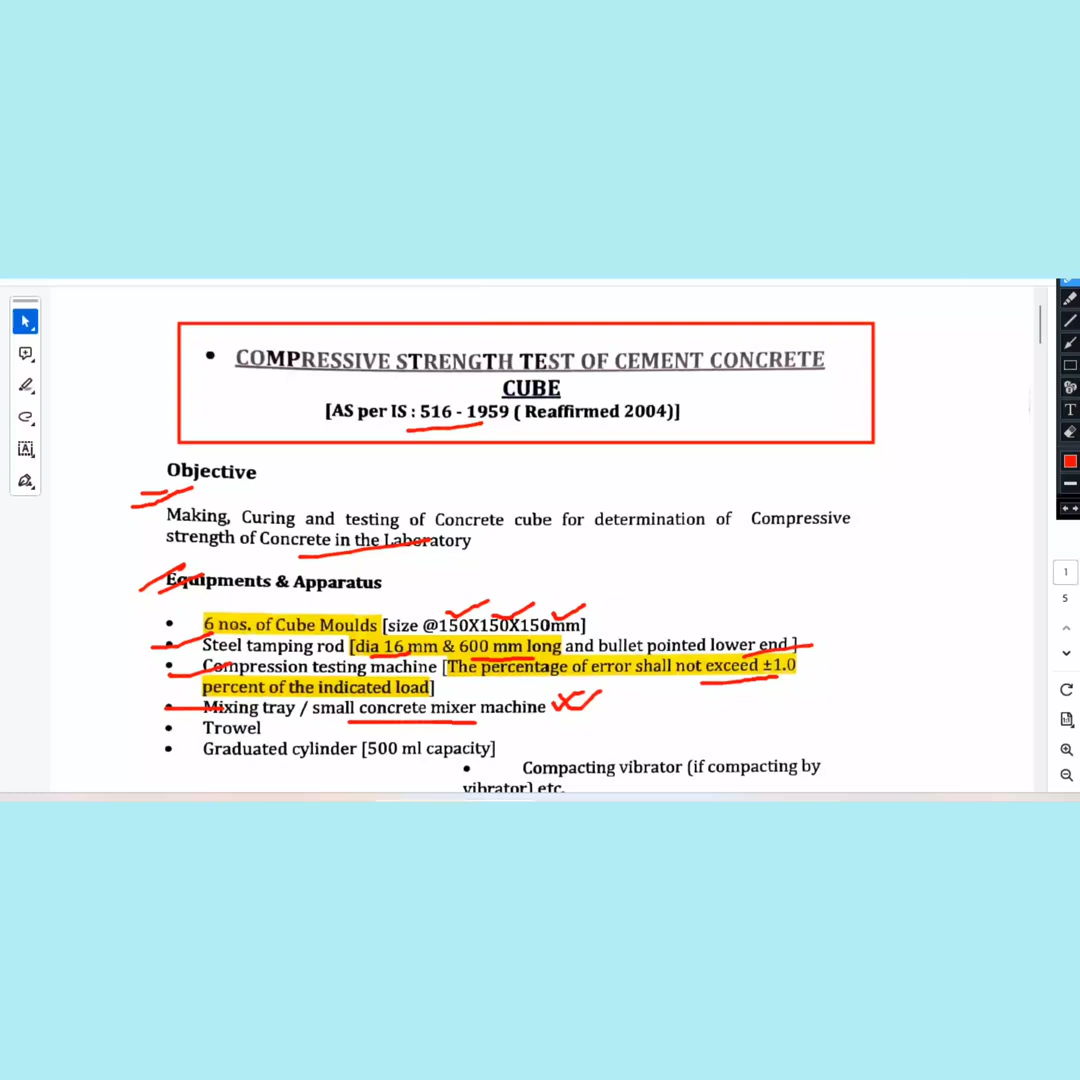 • COMPRESSIVE STRENGTH TEST OF CEMENT CONCRETE
CUBE
[AS per IS : 516 - 1959 ( Reaffirmed 2004)]
Objective
Making, Curing and testing of Concrete cube for determination of Compressive
strength of Concrete in the Laboratory
Equipments & Apparatus
• 6 nos. of Cube Moulds [size @150X150X150mm]
• Steel tamping rod [dia 16 mm & 600 mm long and bullet pointed lower end ]
• Compression testing machine [The percentage of error shall not exceed ±1.0
percent of the indicated load]
• Mixing tray / small concrete mixer machine
• Trowel
• Graduated cylinder [500 ml capacity]
• Compacting vibrator (if compacting by
vibrator) etc.
T
A
1
5